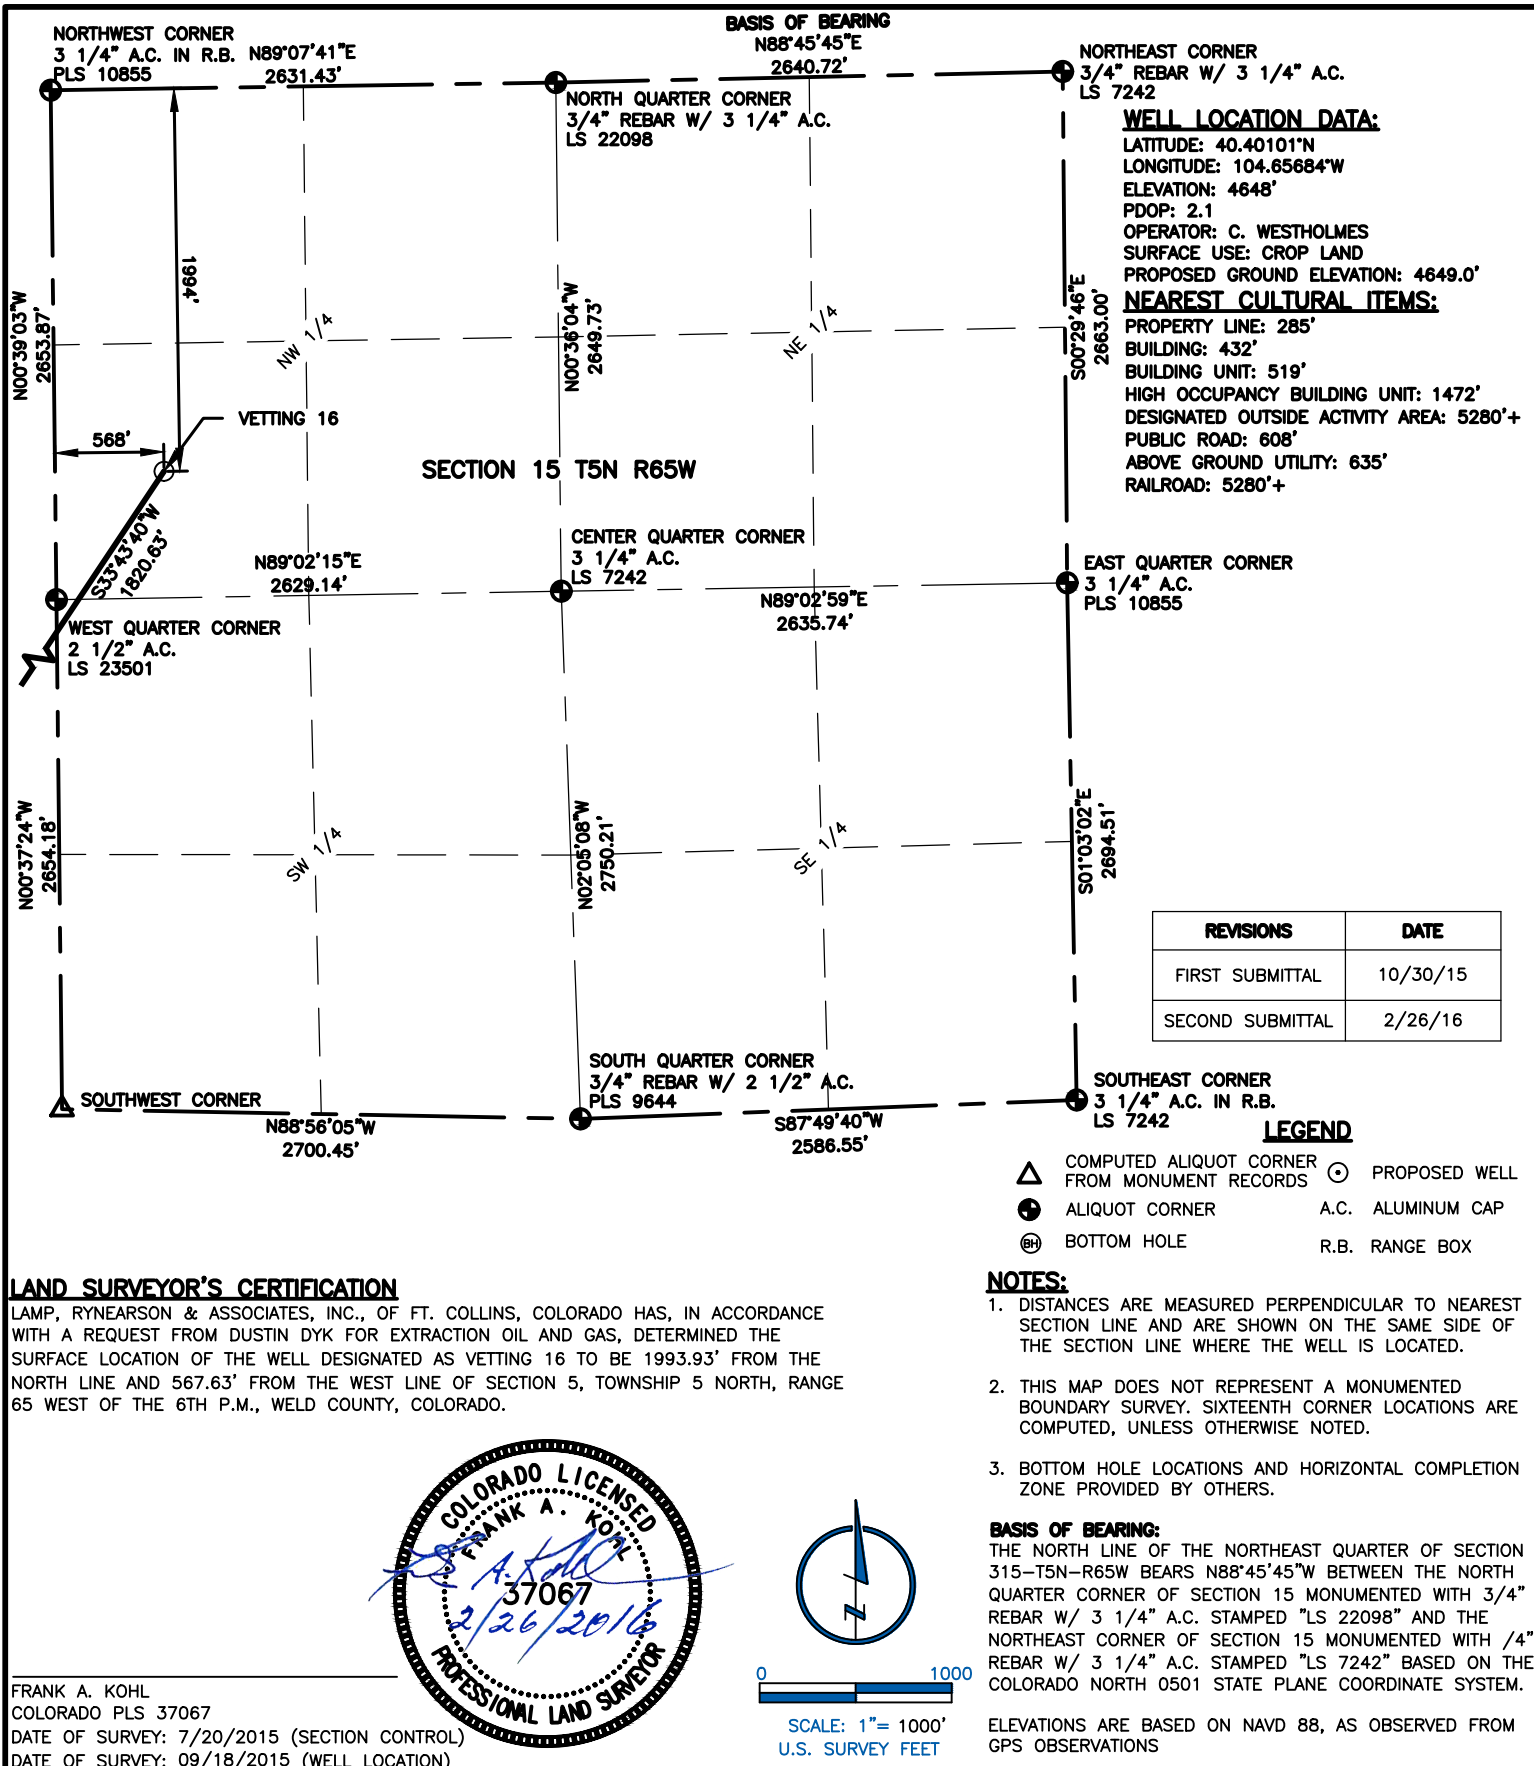 NORTHWEST CORNER
3 1/4" A.C. IN R.B.
PLS 10855
N89°07'41"E
2631.43'
BASIS OF BEARING
N88°45'45"E
2640.72'
NORTHEAST CORNER
3/4" REBAR W/ 3 1/4" A.C.
LS 7242
NORTH QUARTER CORNER
3/4" REBAR W/ 3 1/4" A.C.
LS 22098
WELL LOCATION DATA:
LATITUDE: 40.40101°N
LONGITUDE: 104.65684°W
ELEVATION: 4648'
PDOP: 2.1
OPERATOR: C. WESTHOLMES
SURFACE USE: CROP LAND
PROPOSED GROUND ELEVATION: 4649.0'
NEAREST CULTURAL ITEMS:
PROPERTY LINE: 285'
BUILDING: 432'
BUILDING UNIT: 519'
HIGH OCCUPANCY BUILDING UNIT: 1472'
DESIGNATED OUTSIDE ACTIVITY AREA: 5280'+
PUBLIC ROAD: 608'
ABOVE GROUND UTILITY: 635'
RAILROAD: 5280'+
1994'
N00°39'03"W
2653.87'
NW 1/4
N00°36'04"W
2649.73'
NE 1/4
S00°29'46"E
2663.00'
VETTING 16
568'
SECTION 15 T5N R65W
S33°43'40"W
1820.63'
N89°02'15"E
2629.14'
CENTER QUARTER CORNER
3 1/4" A.C.
LS 7242
N89°02'59"E
2635.74'
EAST QUARTER CORNER
3 1/4" A.C.
PLS 10855
WEST QUARTER CORNER
2 1/2" A.C.
LS 23501
N00°37'24"W
2654.18'
SW 1/4
N02°05'08"W
2750.21'
SE 1/4
S01°03'02"E
2694.51'
REVISIONS DATE
FIRST SUBMITTAL 10/30/15
SECOND SUBMITTAL 2/26/16
SOUTHWEST CORNER
N88°56'05"W
2700.45'
SOUTH QUARTER CORNER
3/4" REBAR W/ 2 1/2" A.C.
PLS 9644
S87°49'40"W
2586.55'
SOUTHEAST CORNER
3 1/4" A.C. IN R.B.
LS 7242
LEGEND
COMPUTED ALIQUOT CORNER
FROM MONUMENT RECORDS
PROPOSED WELL
ALIQUOT CORNER
A.C. ALUMINUM CAP
BH BOTTOM HOLE
R.B. RANGE BOX
LAND SURVEYOR'S CERTIFICATION
LAMP, RYNEARSON & ASSOCIATES, INC., OF FT. COLLINS, COLORADO HAS, IN ACCORDANCE
WITH A REQUEST FROM DUSTIN DYK FOR EXTRACTION OIL AND GAS, DETERMINED THE
SURFACE LOCATION OF THE WELL DESIGNATED AS VETTING 16 TO BE 1993.93' FROM THE
NORTH LINE AND 567.63' FROM THE WEST LINE OF SECTION 5, TOWNSHIP 5 NORTH, RANGE
65 WEST OF THE 6TH P.M., WELD COUNTY, COLORADO.
NOTES:
1. DISTANCES ARE MEASURED PERPENDICULAR TO NEAREST
SECTION LINE AND ARE SHOWN ON THE SAME SIDE OF
THE SECTION LINE WHERE THE WELL IS LOCATED.
2. THIS MAP DOES NOT REPRESENT A MONUMENTED
BOUNDARY SURVEY. SIXTEENTH CORNER LOCATIONS ARE
COMPUTED, UNLESS OTHERWISE NOTED.
3. BOTTOM HOLE LOCATIONS AND HORIZONTAL COMPLETION
ZONE PROVIDED BY OTHERS.
BASIS OF BEARING:
THE NORTH LINE OF THE NORTHEAST QUARTER OF SECTION
315-T5N-R65W BEARS N88°45'45"W BETWEEN THE NORTH
QUARTER CORNER OF SECTION 15 MONUMENTED WITH 3/4"
REBAR W/ 3 1/4" A.C. STAMPED "LS 22098" AND THE
NORTHEAST CORNER OF SECTION 15 MONUMENTED WITH /4"
REBAR W/ 3 1/4" A.C. STAMPED "LS 7242" BASED ON THE
COLORADO NORTH 0501 STATE PLANE COORDINATE SYSTEM.
ELEVATIONS ARE BASED ON NAVD 88, AS OBSERVED FROM
GPS OBSERVATIONS
COLORADO LICENSED
FRANK A. KOHL
A. Kohl
37067
2/26/2016
PROFESSIONAL LAND SURVEYOR
N
0 1000
SCALE: 1"= 1000'
U.S. SURVEY FEET
FRANK A. KOHL
COLORADO PLS 37067
DATE OF SURVEY: 7/20/2015 (SECTION CONTROL)
DATE OF SURVEY: 09/18/2015 (WELL LOCATION)